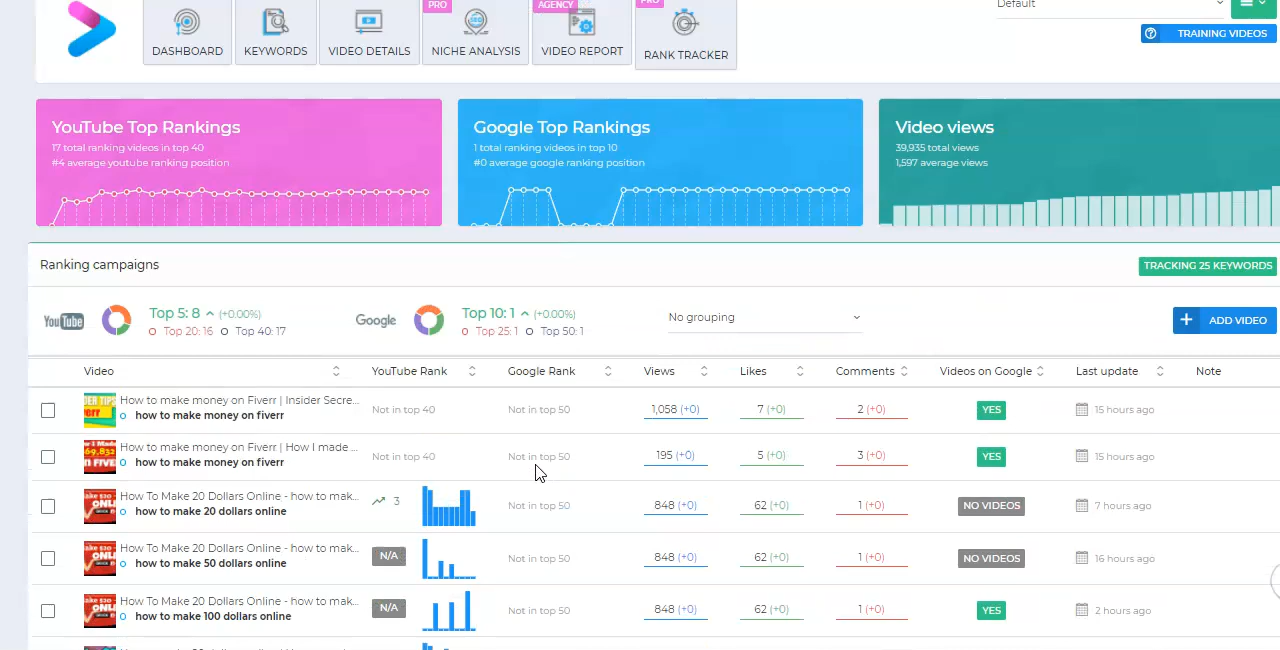 PRO
AGENCY
PRO
Default
DASHBOARD
KEYWORDS
VIDEO DETAILS
NICHE ANALYSIS
VIDEO REPORT
RANK TRACKER
TRAINING VIDEOS
YouTube Top Rankings
17 total ranking videos in top 40
#4 average youtube ranking position
Google Top Rankings
1 total ranking videos in top 10
#0 average google ranking position
Video views
39,935 total views
1,597 average views
Ranking campaigns
TRACKING 25 KEYWORDS
YouTube
Top 5: 8 (+0.00%)
Top 20: 16 Top 40: 17
Google
Top 10: 1 (+0.00%)
Top 25: 1 Top 50: 1
No grouping
+ ADD VIDEO
Video YouTube Rank Google Rank Views Likes Comments Videos on Google Last update Note
How to make money on Fiverr | Insider Secre...
how to make money on fiverr
Not in top 40 Not in top 50 1,058 (+0) 7 (+0) 2 (+0) YES 15 hours ago
How to make money on Fiverr | How I made ...
how to make money on fiverr
Not in top 40 Not in top 50 195 (+0) 5 (+0) 3 (+0) YES 15 hours ago
How To Make 20 Dollars Online - how to mak...
how to make 20 dollars online
3 Not in top 50 848 (+0) 62 (+0) 1 (+0) NO VIDEOS 7 hours ago
How To Make 20 Dollars Online - how to mak...
how to make 50 dollars online
N/A Not in top 50 848 (+0) 62 (+0) 1 (+0) NO VIDEOS 16 hours ago
How To Make 20 Dollars Online - how to mak...
how to make 100 dollars online
N/A Not in top 50 848 (+0) 62 (+0) 1 (+0) YES 2 hours ago